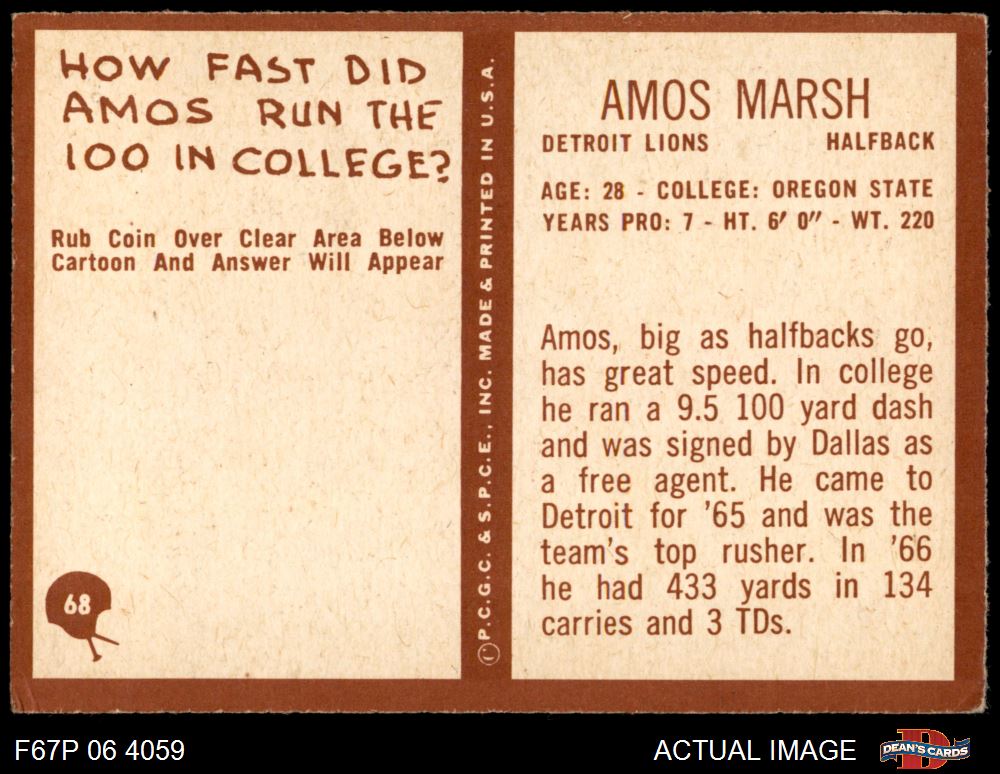 HOW FAST DID
AMOS RUN THE
100 IN COLLEGE?
Rub Coin Over Clear Area Below
Cartoon And Answer Will Appear
68
©P.C.G.C. & S.P.C.E., INC. MADE & PRINTED IN U.S.A.
AMOS MARSH
DETROIT LIONS HALFBACK
AGE: 28 - COLLEGE: OREGON STATE
YEARS PRO: 7 - HT. 6' 0" - WT. 220
Amos, big as halfbacks go,
has great speed. In college
he ran a 9.5 100 yard dash
and was signed by Dallas as
a free agent. He came to
Detroit for '65 and was the
team's top rusher. In '66
he had 433 yards in 134
carries and 3 TDs.
F67P 06 4059
ACTUAL IMAGE
DEAN'S CARDS